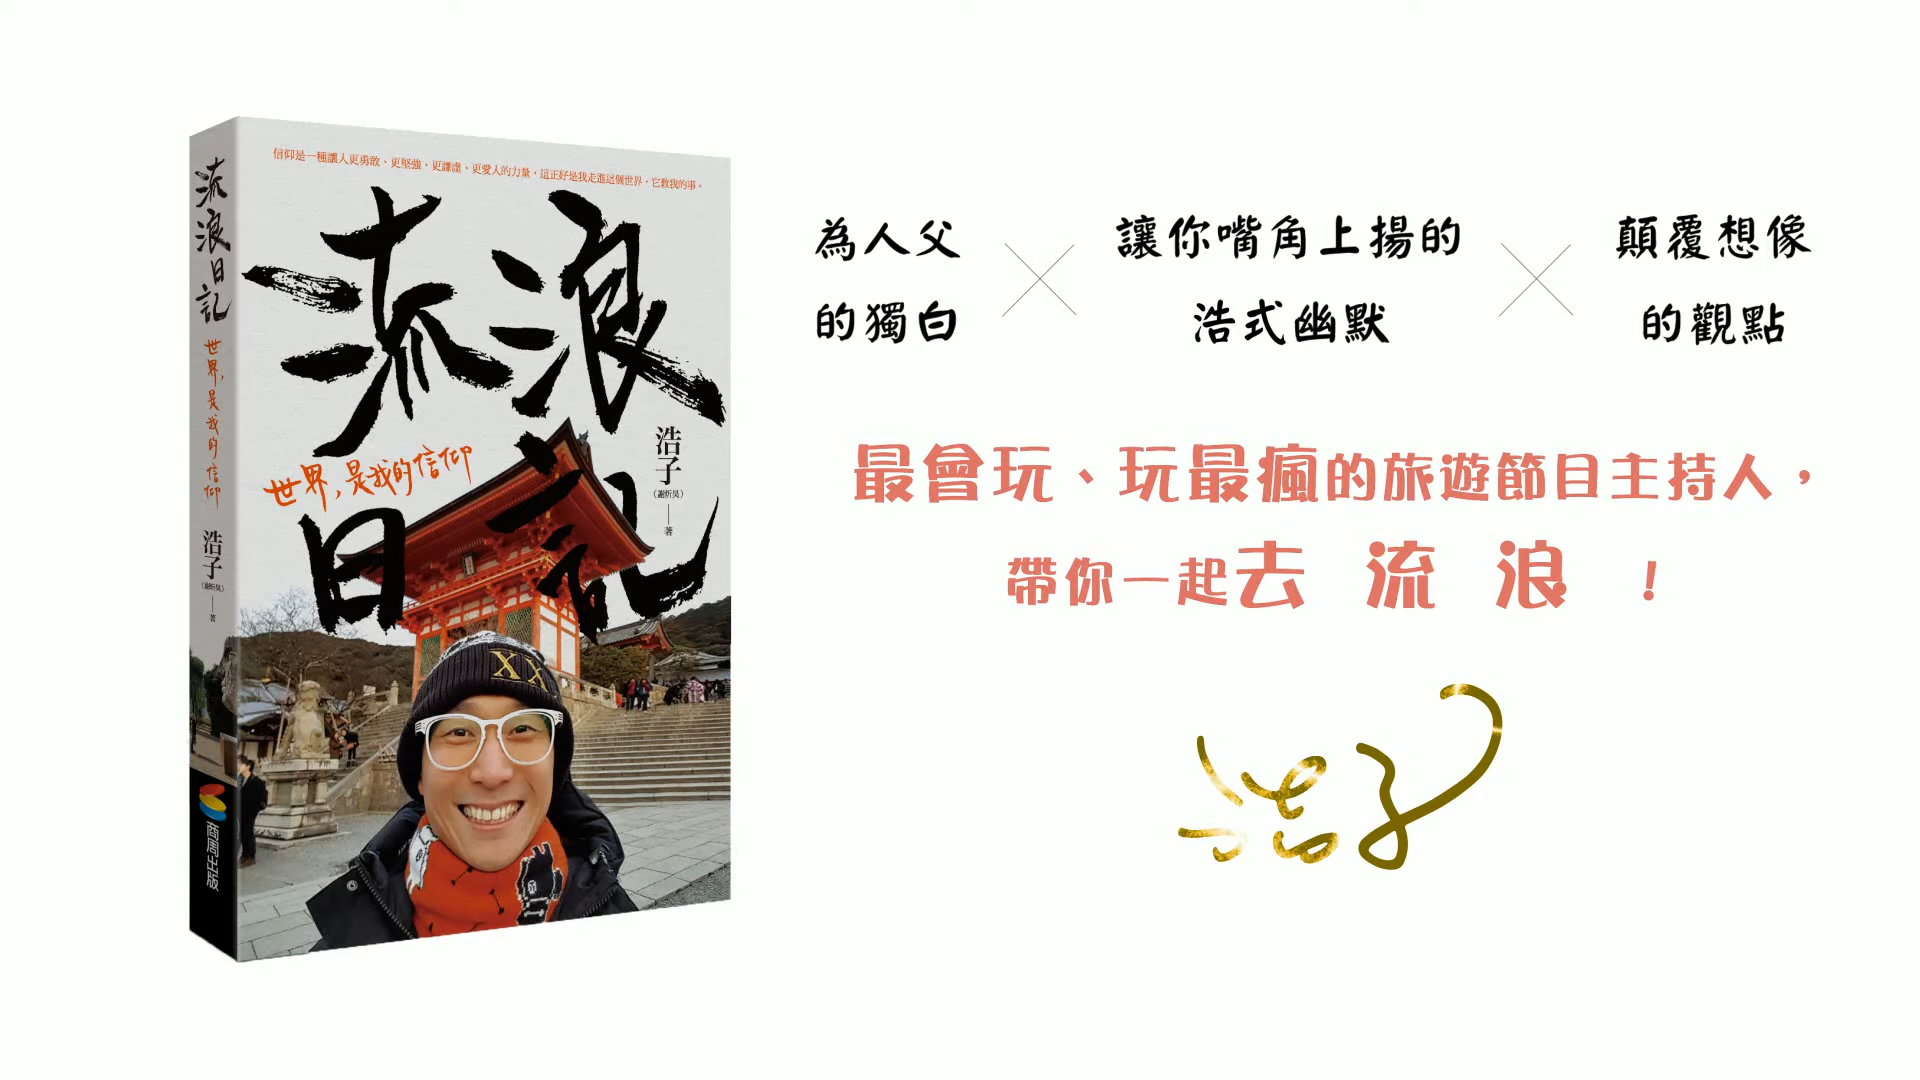 流浪日記
世界,是我的信仰
浩子
(謝炘昊)
著
商周出版
信仰是一種讓人更勇敢、更堅強、更謙虛、更愛人的力量,這正好是我走進這個世界,它教我的事。
流浪
日記
世界,是我的信仰
浩子
(謝炘昊)
著
XX
為人父
的獨白
讓你嘴角上揚的
浩式幽默
顛覆想像
的觀點
最會玩、玩最瘋的旅遊節目主持人,
帶你一起去 流 浪 !
浩子